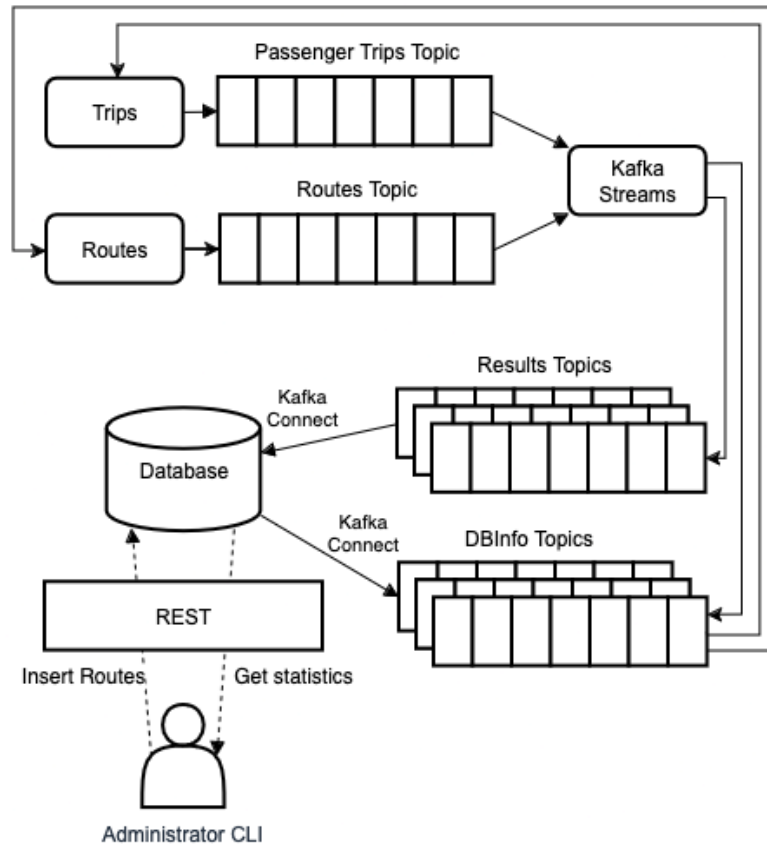 Passenger Trips Topic
Trips
Kafka
Streams
Routes Topic
Routes
Results Topics
Kafka
Connect
Database
Kafka
Connect
DBInfo Topics
REST
Insert Routes
Get statistics
Administrator CLI